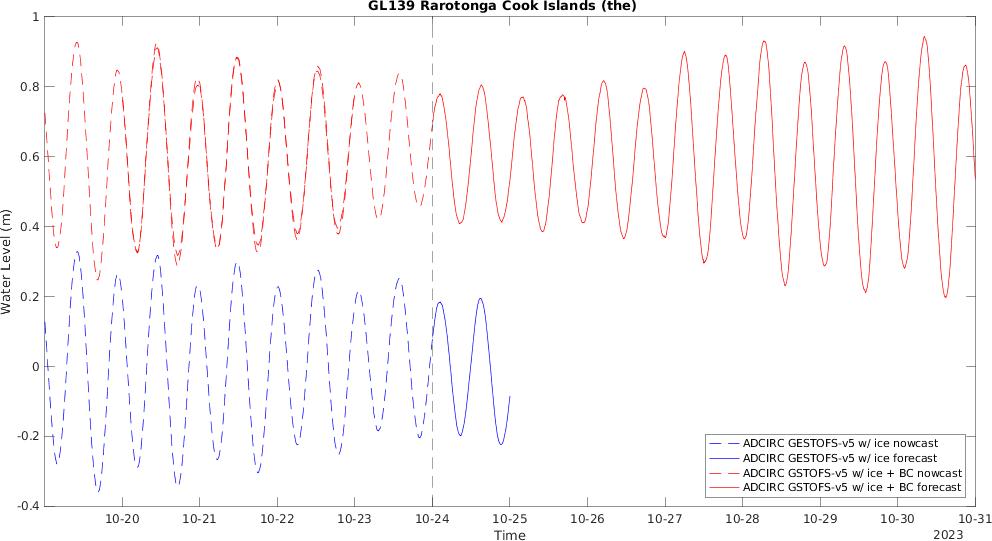 GL139 Rarotonga Cook Islands (the)
1
0.8
0.6
0.4
0.2
0
-0.2
-0.4
Water Level (m)
ADCIRC GESTOFS-v5 w/ ice nowcast
ADCIRC GESTOFS-v5 w/ ice forecast
ADCIRC GSTOFS-v5 w/ ice + BC nowcast
ADCIRC GSTOFS-v5 w/ ice + BC forecast
10-20 10-21 10-22 10-23 10-24 10-25 10-26 10-27 10-28 10-29 10-30 10-31
Time
2023